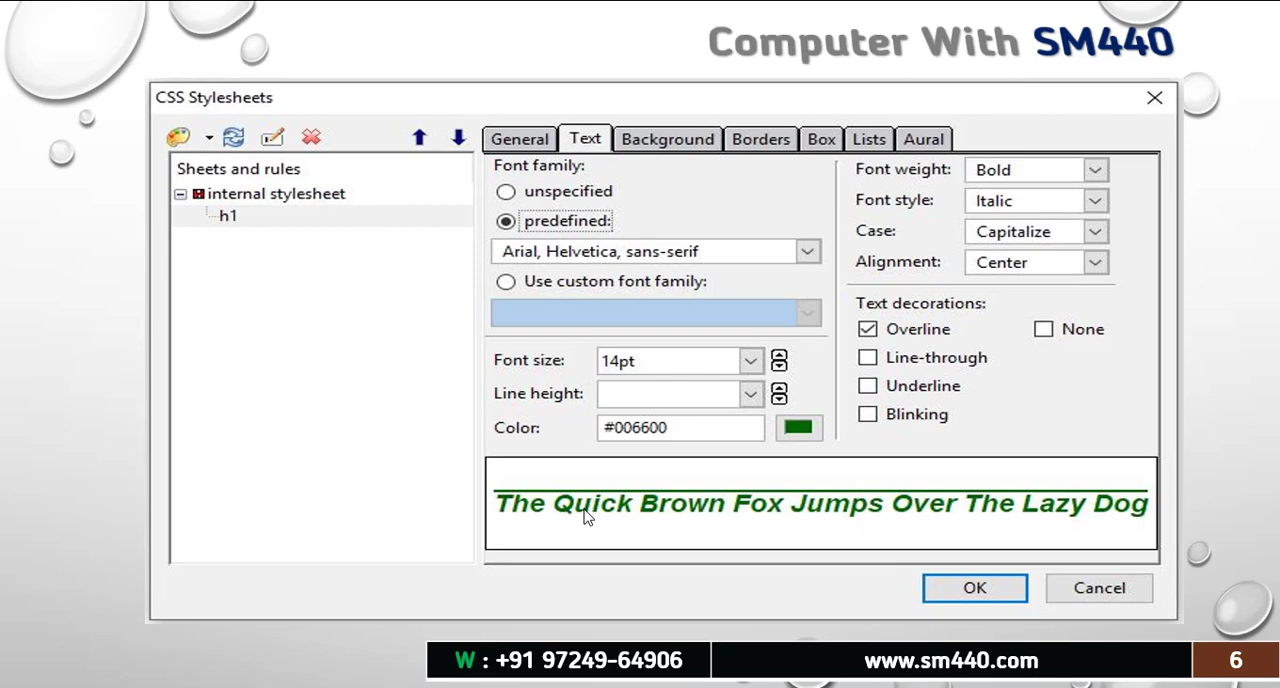 Computer With SM440
CSS Stylesheets
General Text Background Borders Box Lists Aural
Sheets and rules
internal stylesheet
h1
Font family:
unspecified
predefined:
Arial, Helvetica, sans-serif
Use custom font family:
Font size: 14pt
Line height:
Color: #006600
Font weight: Bold
Font style: Italic
Case: Capitalize
Alignment: Center
Text decorations:
Overline None
Line-through
Underline
Blinking
The Quick Brown Fox Jumps Over The Lazy Dog
OK Cancel
W : +91 97249-64906 www.sm440.com 6